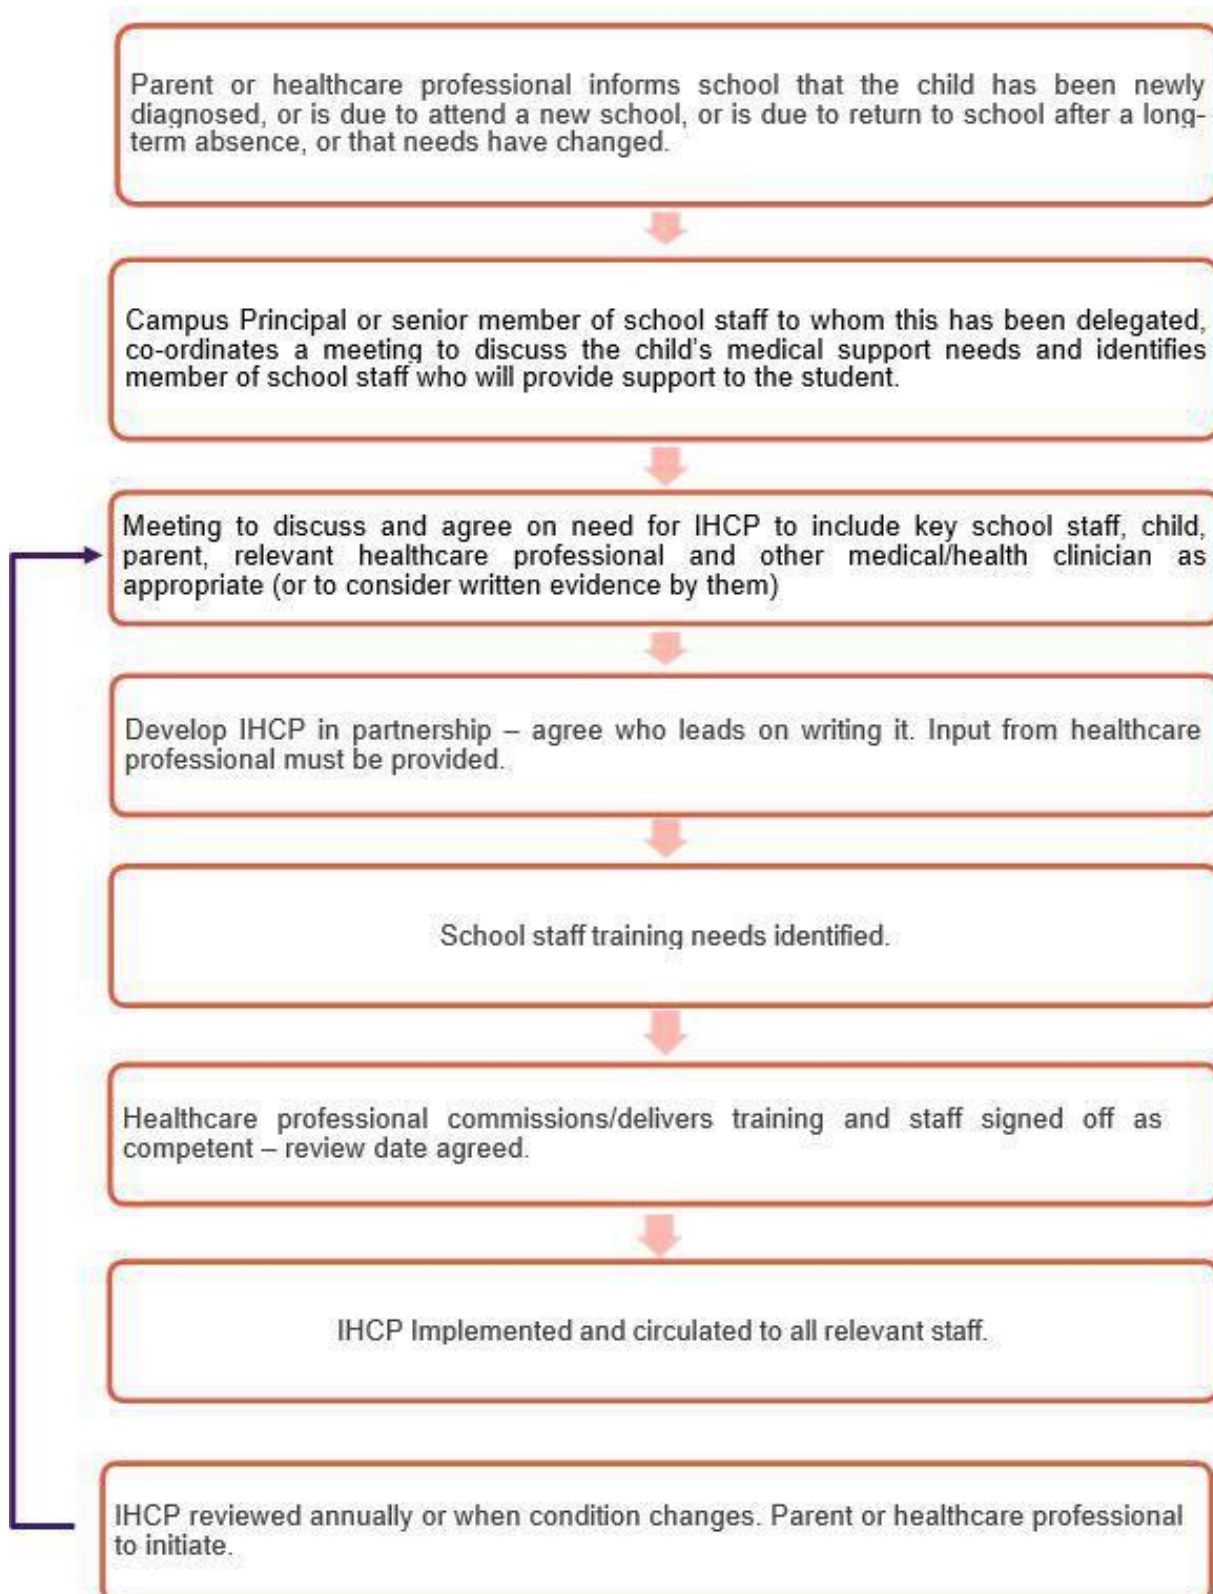 Parent or healthcare professional informs school that the child has been newly
diagnosed, or is due to attend a new school, or is due to return to school after a long-
term absence, or that needs have changed.
Campus Principal or senior member of school staff to whom this has been delegated,
co-ordinates a meeting to discuss the child's medical support needs and identifies
member of school staff who will provide support to the student.
Meeting to discuss and agree on need for IHCP to include key school staff, child,
parent, relevant healthcare professional and other medical/health clinician as
appropriate (or to consider written evidence by them)
Develop IHCP in partnership – agree who leads on writing it. Input from healthcare
professional must be provided.
School staff training needs identified.
Healthcare professional commissions/delivers training and staff signed off as
competent – review date agreed.
IHCP Implemented and circulated to all relevant staff.
IHCP reviewed annually or when condition changes. Parent or healthcare professional
to initiate.